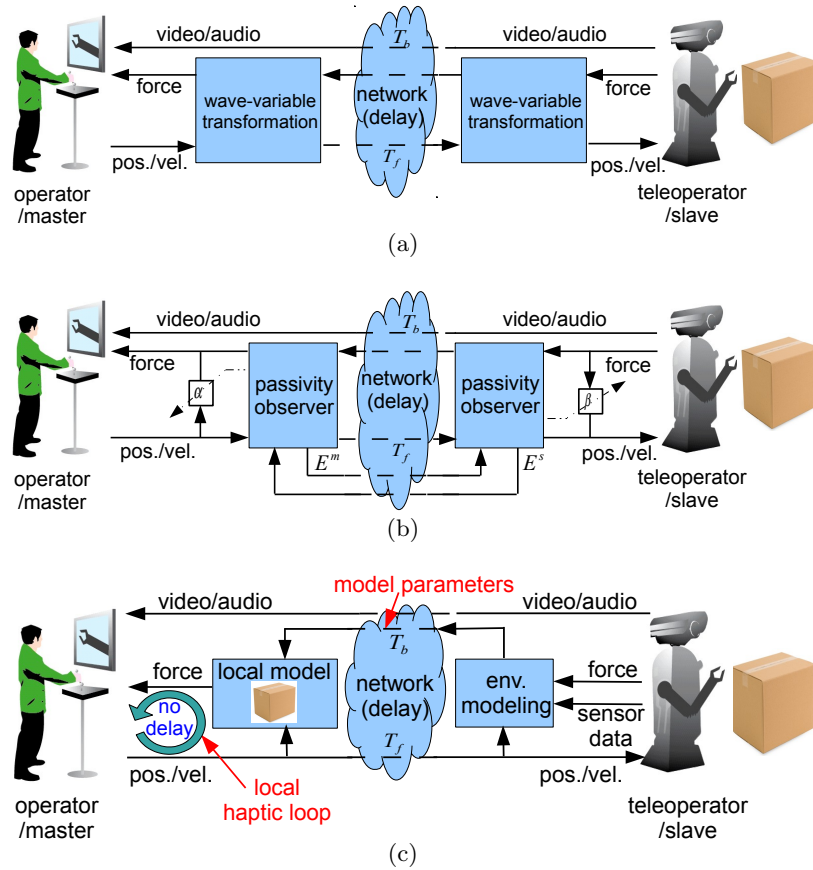 video/audio
T_b
video/audio
force
force
wave-variable
transformation
network
(delay)
wave-variable
transformation
pos./vel.
T_f
pos./vel.
operator
/master
teleoperator
/slave
(a)
video/audio
T_b
video/audio
force
force
α
passivity
observer
network
(delay)
passivity
observer
β
pos./vel.
T_f
pos./vel.
E^m
E^s
operator
/master
teleoperator
/slave
(b)
model parameters
video/audio
video/audio
T_b
force
local model
network
(delay)
env.
modeling
force
sensor
data
no
delay
T_f
pos./vel.
pos./vel.
local
haptic loop
operator
/master
teleoperator
/slave
(c)